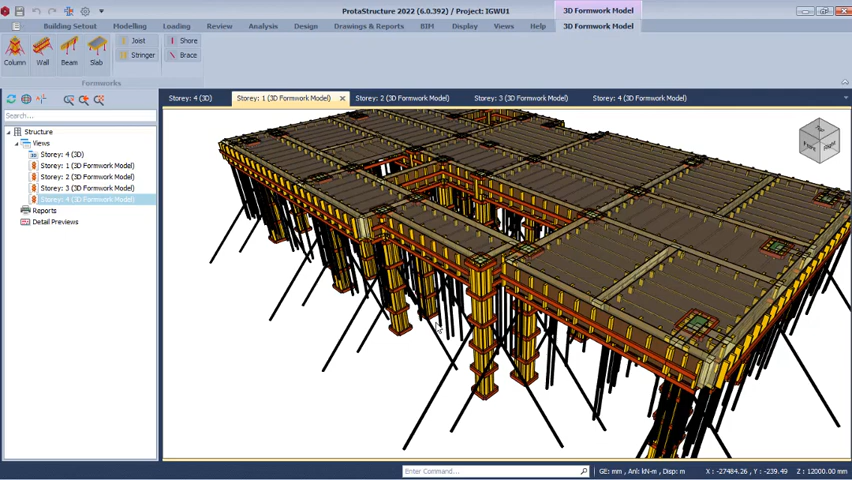 ProtaStructure 2022 (6.0.392) / Project: IGWU1
3D Formwork Model
Building Setout Modelling Loading Review Analysis Design Drawings & Reports BIM Display Views Help 3D Formwork Model
Column Wall Beam Slab
Joist
Stringer
Shore
Brace
Formworks
Storey: 4 (3D) Storey: 1 (3D Formwork Model) Storey: 2 (3D Formwork Model) Storey: 3 (3D Formwork Model) Storey: 4 (3D Formwork Model)
Search...
Structure
Views
Storey: 4 (3D)
Storey: 1 (3D Formwork Model)
Storey: 2 (3D Formwork Model)
Storey: 3 (3D Formwork Model)
Storey: 4 (3D Formwork Model)
Reports
Detail Previews
Front Right
Enter Command...
GE: mm, Anl: kN-m, Disp: m
X : -27484.26 Y : -239.49 Z : 12000.00 mm